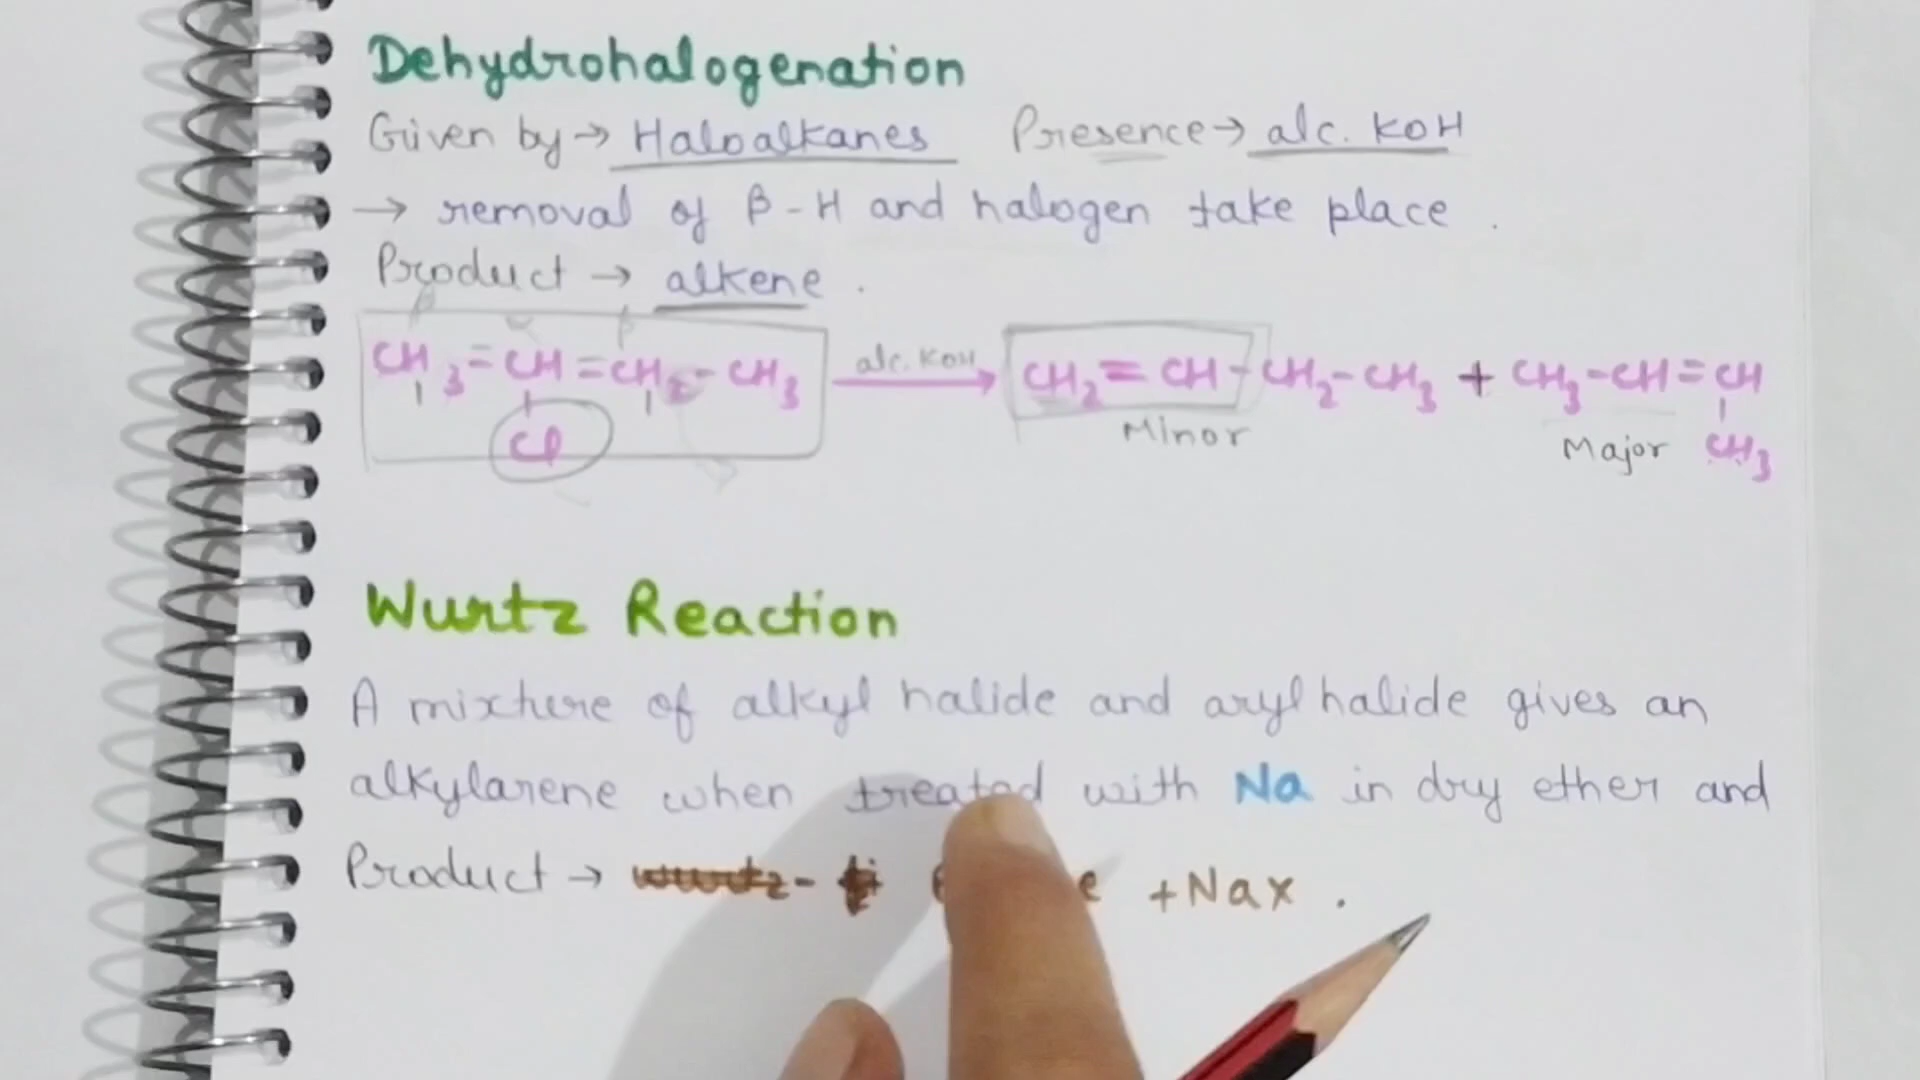 Dehydrohalogenation
Given by → Haloalkanes Presence → alc. KOH
→ removal of β-H and halogen take place.
Product → alkene.
β α β
CH3=CH=CH2-CH3 alc. KOH → CH2=CH-CH2-CH3 + CH3-CH=CH
Cl Minor Major CH3
Wurtz Reaction
A mixture of alkyl halide and aryl halide gives an
alkylarene when treated with Na in dry ether and
Product → +NaX.